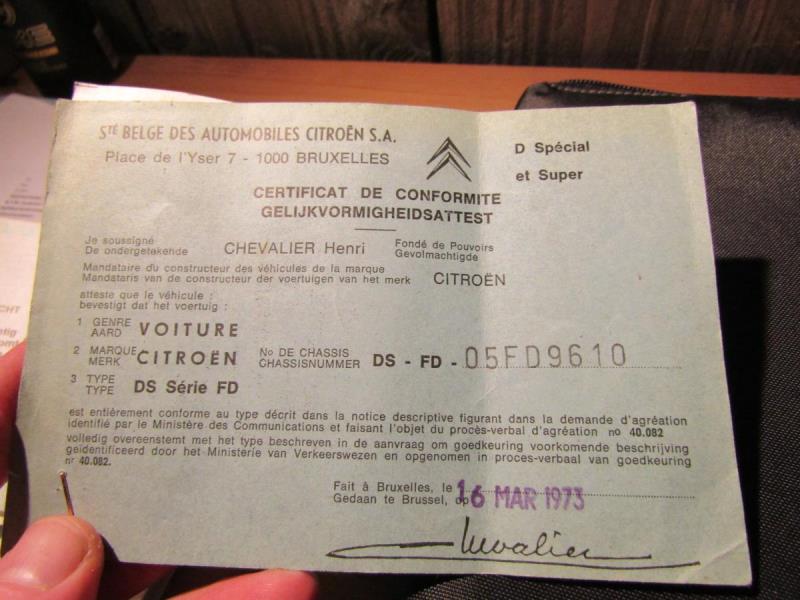 STÉ BELGE DES AUTOMOBILES CITROËN S.A.
Place de l'Yser 7 - 1000 BRUXELLES
D Spécial
et Super
CERTIFICAT DE CONFORMITE
GELIJKVORMIGHEIDSATTEST
Je soussigné
De ondergetekende
CHEVALIER Henri
Fondé de Pouvoirs
Gevolmachtigde
Mandataire du constructeur des véhicules de la marque
Mandataris van de constructeur der voertuigen van het merk
CITROËN
atteste que le véhicule :
bevestigt dat het voertuig :
1 GENRE
AARD
VOITURE
2 MARQUE
MERK
CITROËN
No DE CHASSIS
CHASSISNUMMER
DS - FD - 05FD9610
3 TYPE
TYPE
DS Série FD
est entièrement conforme au type décrit dans la notice descriptive figurant dans la demande d'agréation
identifié par le Ministère des Communications et faisant l'objet du procès-verbal d'agréation no 40.082
volledig overeenstemt met het type beschreven in de aanvraag om goedkeuring voorkomende beschrijving
geidentificeerd door het Ministerie van Verkeerswezen en opgenomen in proces-verbaal van goedkeuring
nr 40.082.
Fait à Bruxelles, le
Gedaan te Brussel, op
16 MAR 1973
Chevalier